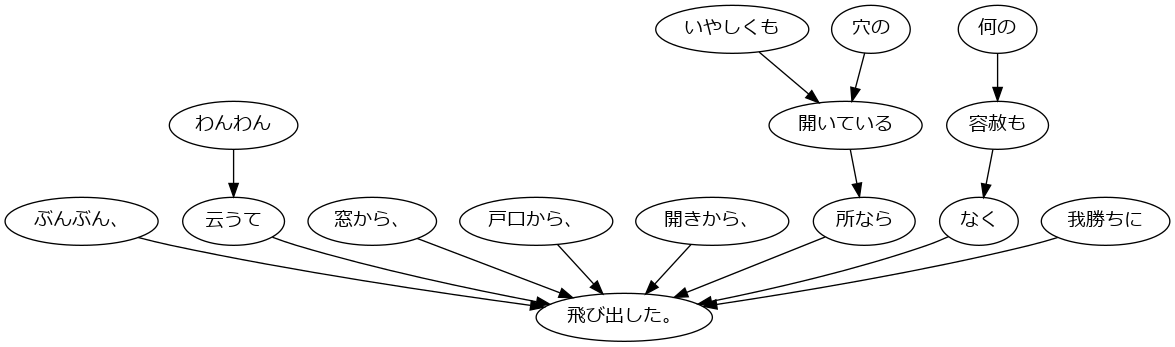 いやしくも 穴の 何の
わんわん 開いている 容赦も
ぶんぶん、 云うて 窓から、 戸口から、 開きから、 所なら なく 我勝ちに
飛び出した。